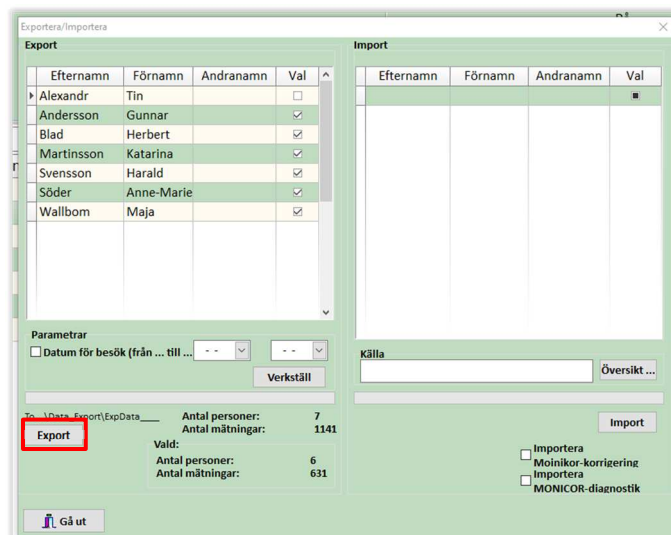 Exportera/Importera
Export
Efternamn Förnamn Andranamn Val
Alexandr Tin
Andersson Gunnar
Blad Herbert
Martinsson Katarina
Svensson Harald
Söder Anne-Marie
Wallbom Maja
Parametrar
Datum för besök (från ... till ... - - - -
Verkställ
To ..\Data_Export\ExpData____
Export
Antal personer: 7
Antal mätningar: 1141
Vald:
Antal personer: 6
Antal mätningar: 631
Gå ut
Import
Efternamn Förnamn Andranamn Val
Källa
Översikt ...
Import
Importera
Moinikor-korrigering
Importera
MONICOR-diagnostik